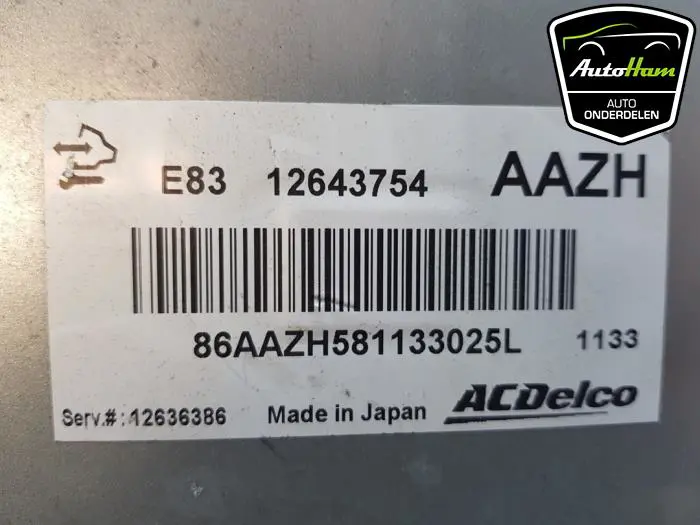 AutoHam
AUTO
ONDERDELEN
E83 12643754 AAZH
86AAZH581133025L 1133
Serv.#:12636386 Made in Japan ACDelco